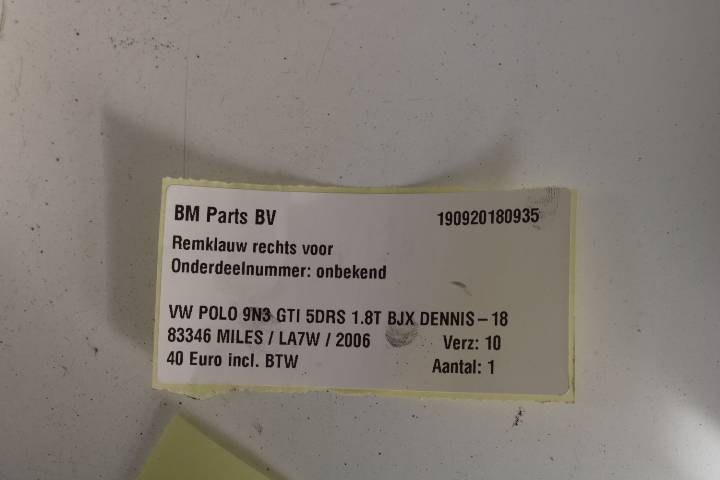 BM Parts BV 190920180935
Remklauw rechts voor
Onderdeelnummer: onbekend
VW POLO 9N3 GTI 5DRS 1.8T BJX DENNIS-18
83346 MILES / LA7W / 2006 Verz: 10
40 Euro incl. BTW Aantal: 1